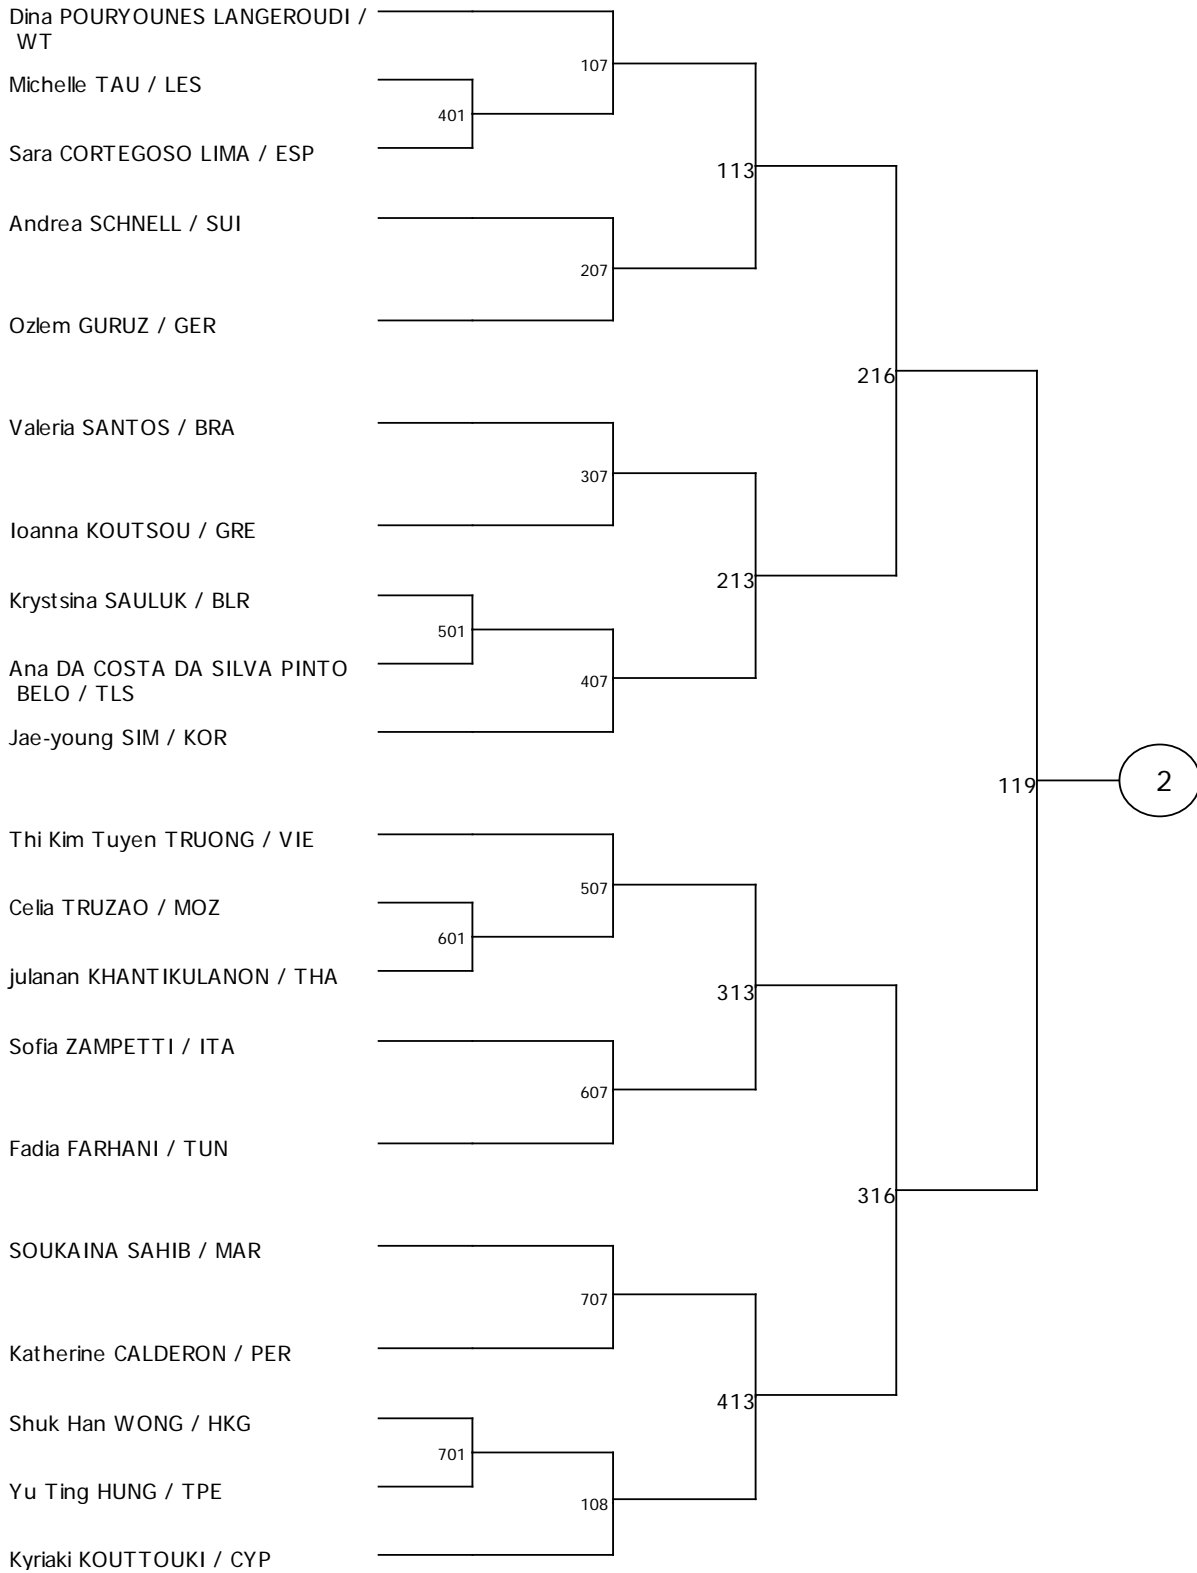 Dina POURYOUNES LANGEROUDI /
WT
107
Michelle TAU / LES
401
Sara CORTEGOSO LIMA / ESP
113
Andrea SCHNELL / SUI
207
Ozlem GURUZ / GER
216
Valeria SANTOS / BRA
307
Ioanna KOUTSOU / GRE
213
Krystsina SAULUK / BLR
501
Ana DA COSTA DA SILVA PINTO
BELO / TLS
407
Jae-young SIM / KOR
119
2
Thi Kim Tuyen TRUONG / VIE
507
Celia TRUZAO / MOZ
601
julanan KHANTIKULANON / THA
313
Sofia ZAMPETTI / ITA
607
Fadia FARHANI / TUN
316
SOUKAINA SAHIB / MAR
707
Katherine CALDERON / PER
413
Shuk Han WONG / HKG
701
Yu Ting HUNG / TPE
108
Kyriaki KOUTTOUKI / CYP